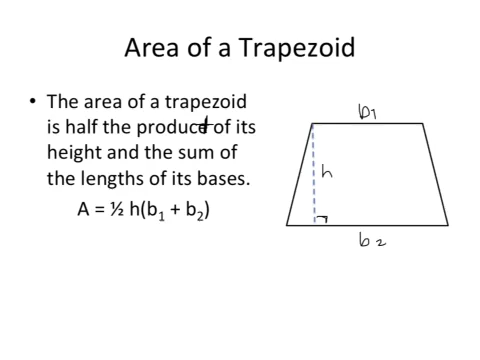 Area of a Trapezoid
• The area of a trapezoid
is half the product of its
height and the sum of
the lengths of its bases.
A = ½ h(b₁ + b₂)
b₁
h
b₂